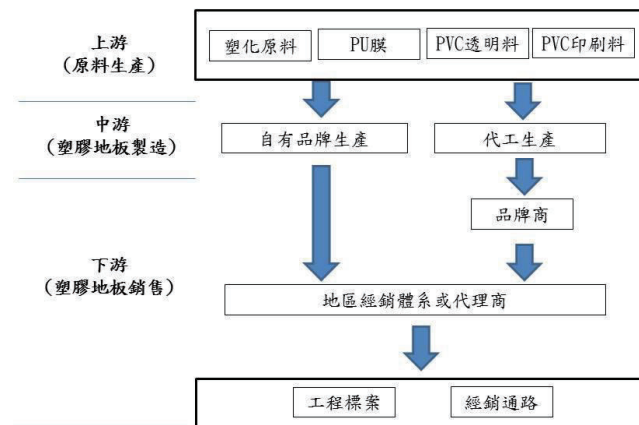 上游
(原料生產)
塑化原料
PU膜
PVC透明料
PVC印刷料
中游
(塑膠地板製造)
自有品牌生產
代工生產
品牌商
下游
(塑膠地板銷售)
地區經銷體系或代理商
工程標案
經銷通路